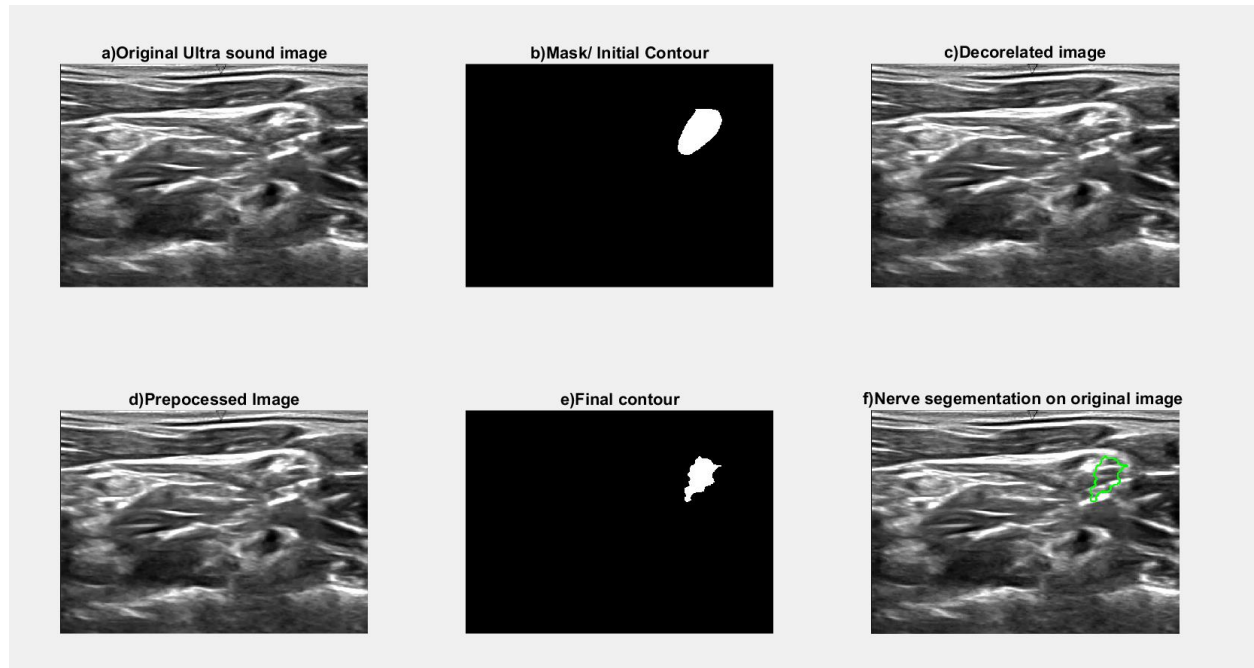 a)Original Ultra sound image
b)Mask/ Initial Contour
c)Decorelated image
d)Prepocessed Image
e)Final contour
f)Nerve segementation on original image